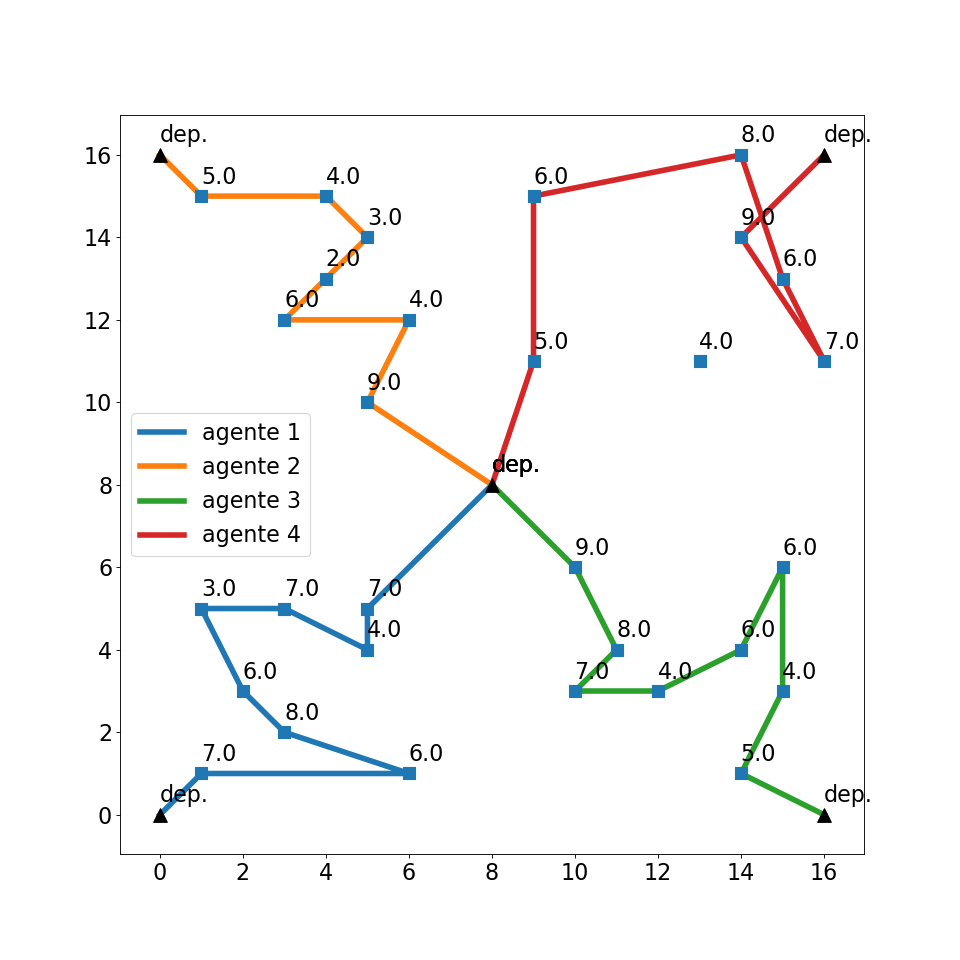 dep. 8.0 dep.
16
5.0 4.0 6.0
3.0 9.0
14
2.0 6.0
6.0 4.0
12
5.0 4.0 7.0
9.0
10
agente 1
agente 2
dep.
8
agente 3
agente 4
9.0 6.0
6
3.0 7.0 7.0
4.0 8.0 6.0
4
6.0 7.0 4.0 4.0
8.0
2
7.0 6.0 5.0
dep. dep.
0
0 2 4 6 8 10 12 14 16